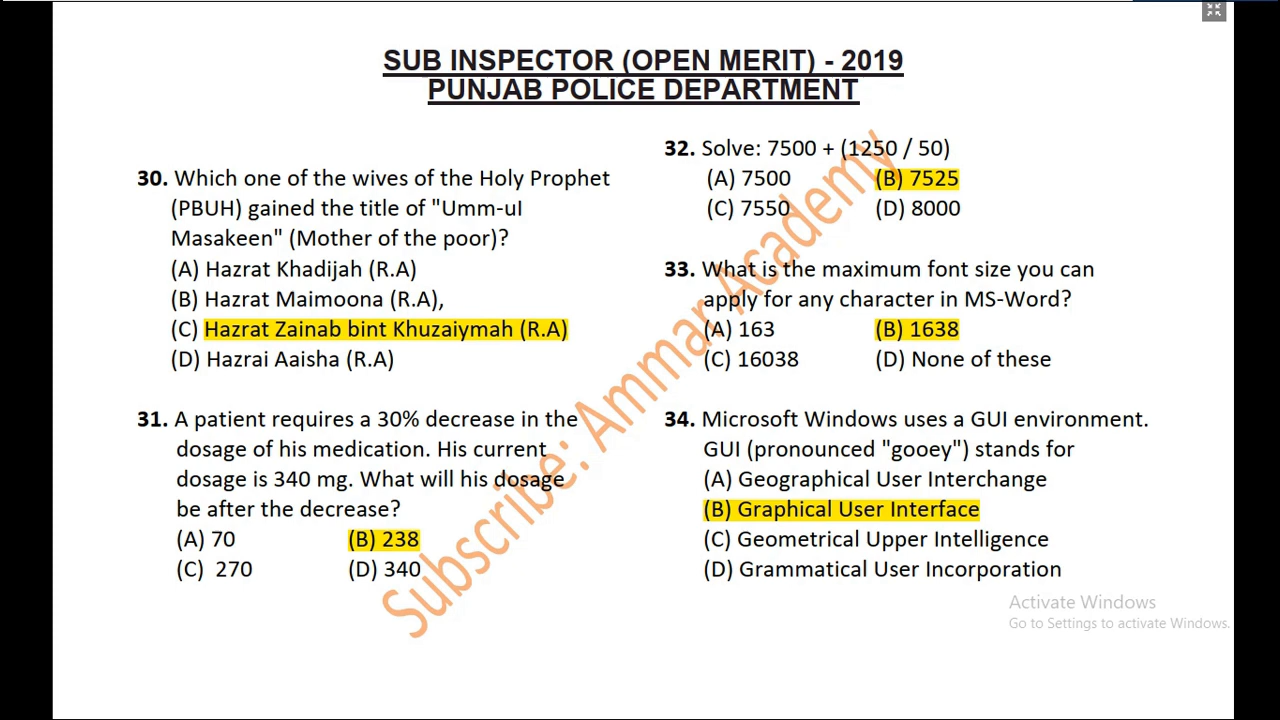 SUB INSPECTOR (OPEN MERIT) - 2019
PUNJAB POLICE DEPARTMENT
30. Which one of the wives of the Holy Prophet
(PBUH) gained the title of "Umm-ul
Masakeen" (Mother of the poor)?
(A) Hazrat Khadijah (R.A)
(B) Hazrat Maimoona (R.A),
(C) Hazrat Zainab bint Khuzaiymah (R.A)
(D) Hazrai Aaisha (R.A)
31. A patient requires a 30% decrease in the
dosage of his medication. His current
dosage is 340 mg. What will his dosage
be after the decrease?
(A) 70 (B) 238
(C) 270 (D) 340
32. Solve: 7500 + (1250 / 50)
(A) 7500 (B) 7525
(C) 7550 (D) 8000
33. What is the maximum font size you can
apply for any character in MS-Word?
(A) 163 (B) 1638
(C) 16038 (D) None of these
34. Microsoft Windows uses a GUI environment.
GUI (pronounced "gooey") stands for
(A) Geographical User Interchange
(B) Graphical User Interface
(C) Geometrical Upper Intelligence
(D) Grammatical User Incorporation
Subscribe: Ammar Academy
Activate Windows
Go to Settings to activate Windows.